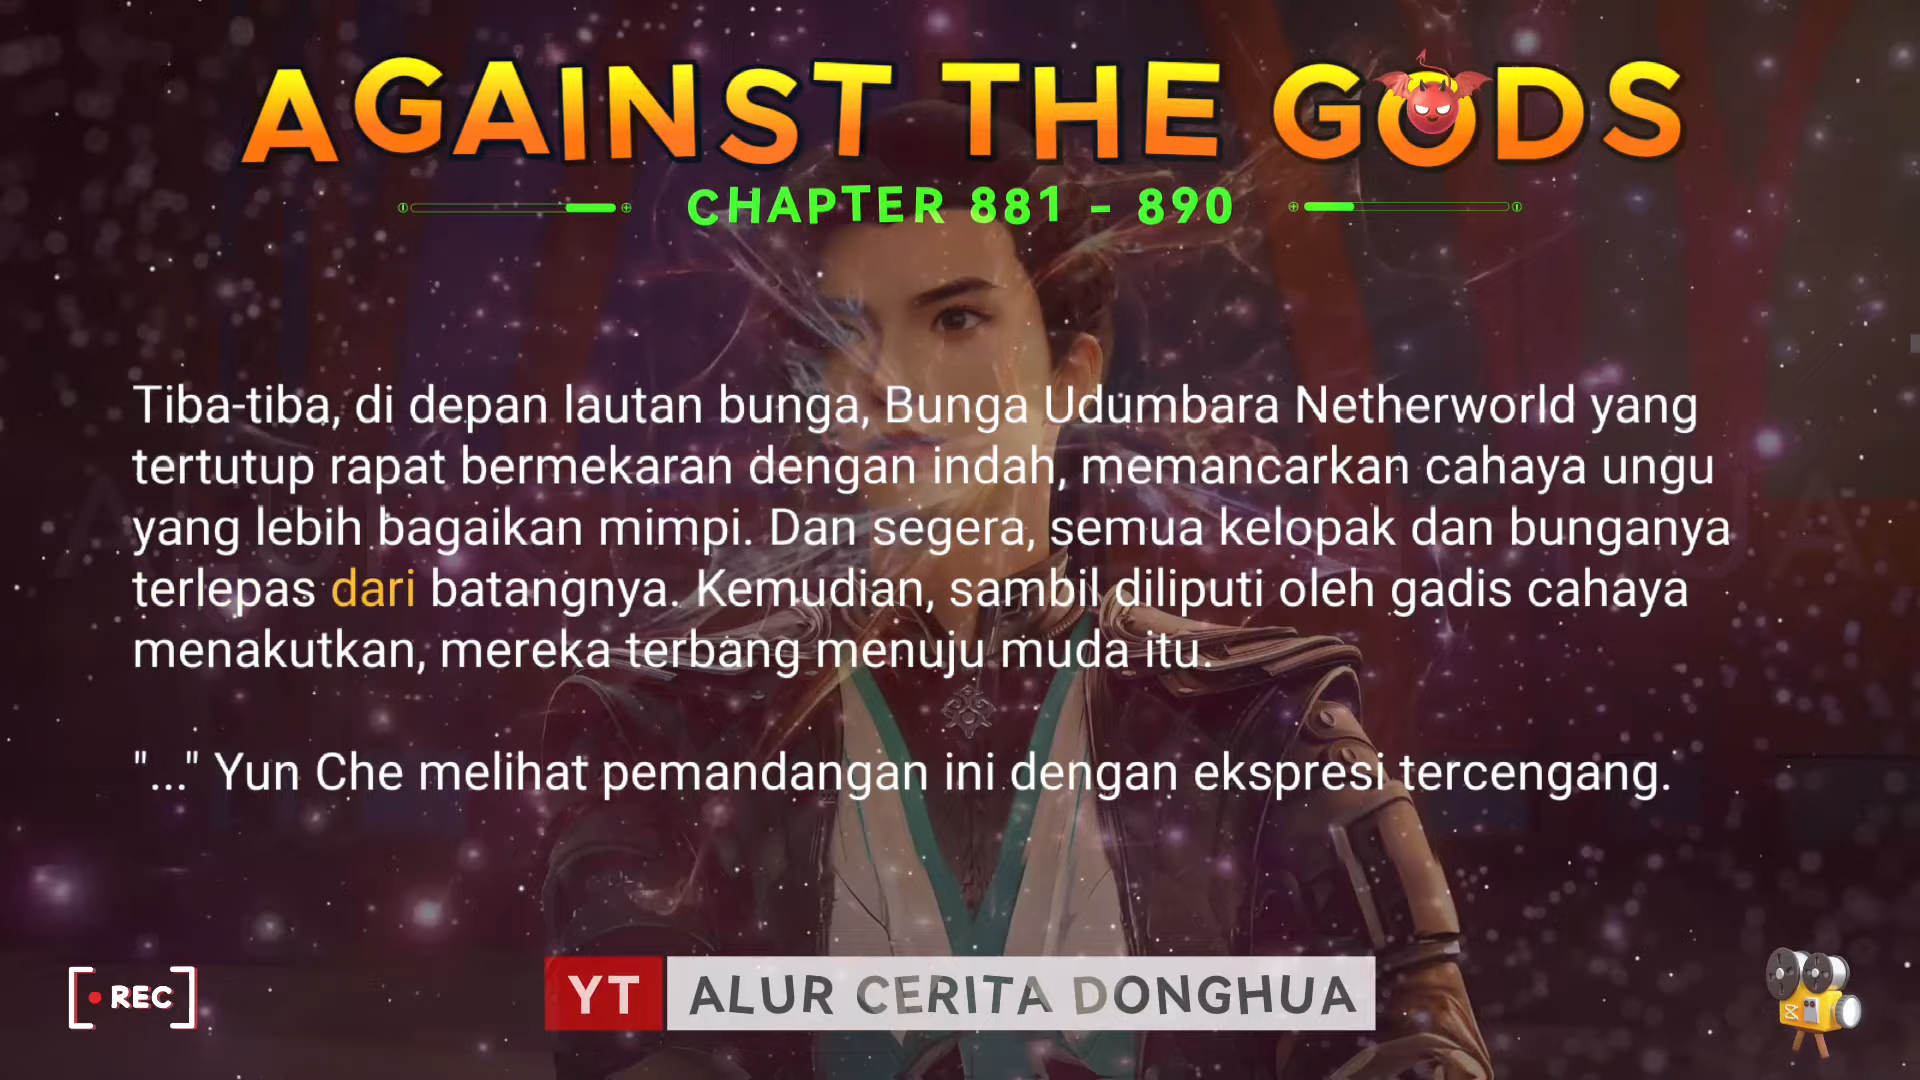 AGAINST THE GODS
CHAPTER 881 - 890
Tiba-tiba, di depan lautan bunga, Bunga Udumbara Netherworld yang
tertutup rapat bermekaran dengan indah, memancarkan cahaya ungu
yang lebih bagaikan mimpi. Dan segera, semua kelopak dan bunganya
terlepas dari batangnya. Kemudian, sambil diliputi oleh gadis cahaya
menakutkan, mereka terbang menuju muda itu.
"..." Yun Che melihat pemandangan ini dengan ekspresi tercengang.
REC
YT ALUR CERITA DONGHUA